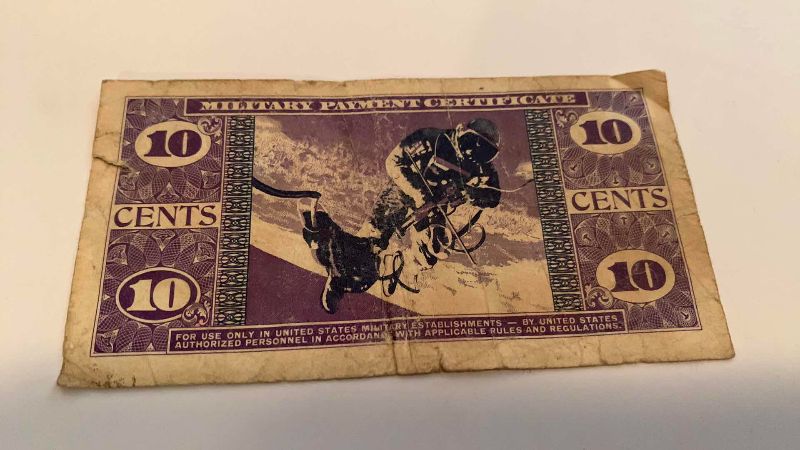 MILITARY PAYMENT CERTIFICATE
10
10
CENTS
CENTS
10
10
FOR USE ONLY IN UNITED STATES MILITARY ESTABLISHMENTS — BY UNITED STATES
AUTHORIZED PERSONNEL IN ACCORDANCE WITH APPLICABLE RULES AND REGULATIONS.